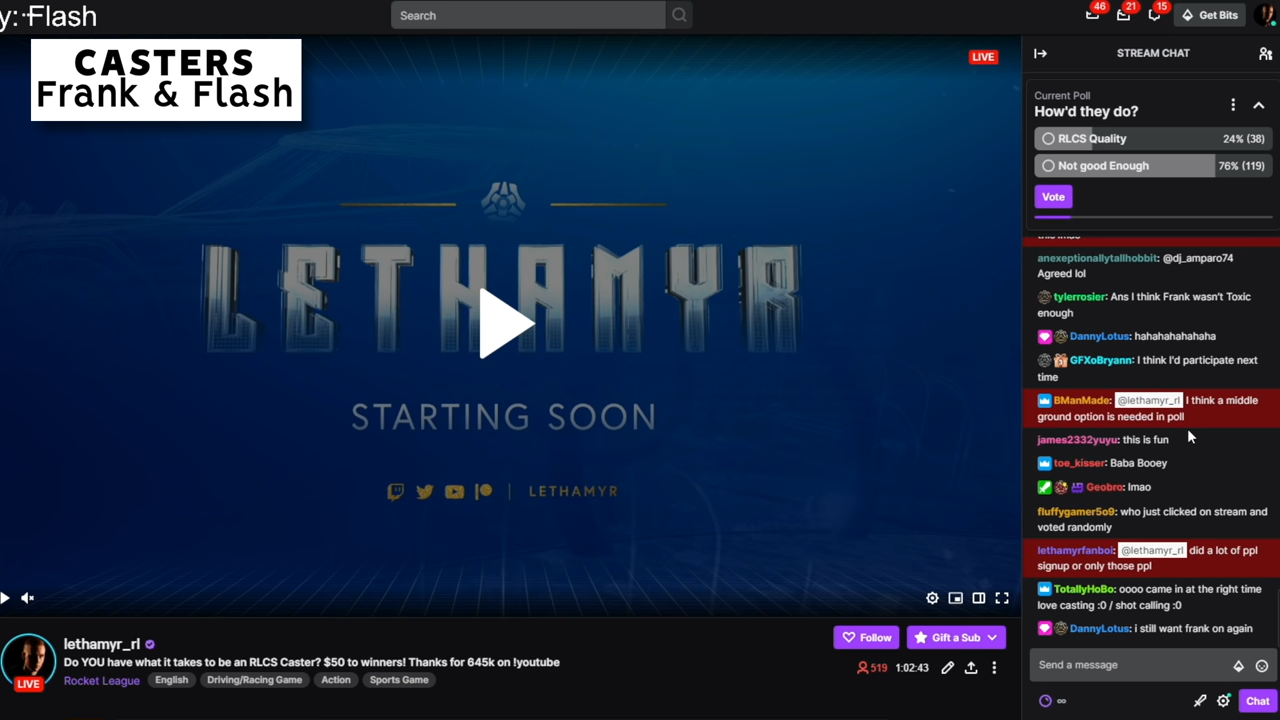 y: Flash
Search
46
21
15
Get Bits
CASTERS
Frank & Flash
LIVE
LETHAMYR
STARTING SOON
LETHAMYR
lethamyr_rl
Do YOU have what it takes to be an RLCS Caster? $50 to winners! Thanks for 645k on !youtube
Rocket League
English
Driving/Racing Game
Action
Sports Game
LIVE
Follow
Gift a Sub
519
1:02:43
STREAM CHAT
Current Poll
How'd they do?
RLCS Quality
24% (38)
Not good Enough
76% (119)
Vote
this lmao
anexeptionallytallhobbit: @dj_amparo74
Agreed lol
tylerrosier: Ans I think Frank wasn't Toxic
enough
DannyLotus: hahahahahahaha
GFXoBryann: I think I'd participate next
time
BManMade: @lethamyr_rl I think a middle
ground option is needed in poll
james2332yuyu: this is fun
toe_kisser: Baba Booey
Geobro: lmao
fluffygamer5o9: who just clicked on stream and
voted randomly
lethamyrfanboi: @lethamyr_rl did a lot of ppl
signup or only those ppl
TotallyHoBo: oooo came in at the right time
love casting :0 / shot calling :0
DannyLotus: i still want frank on again
Send a message
∞
Chat